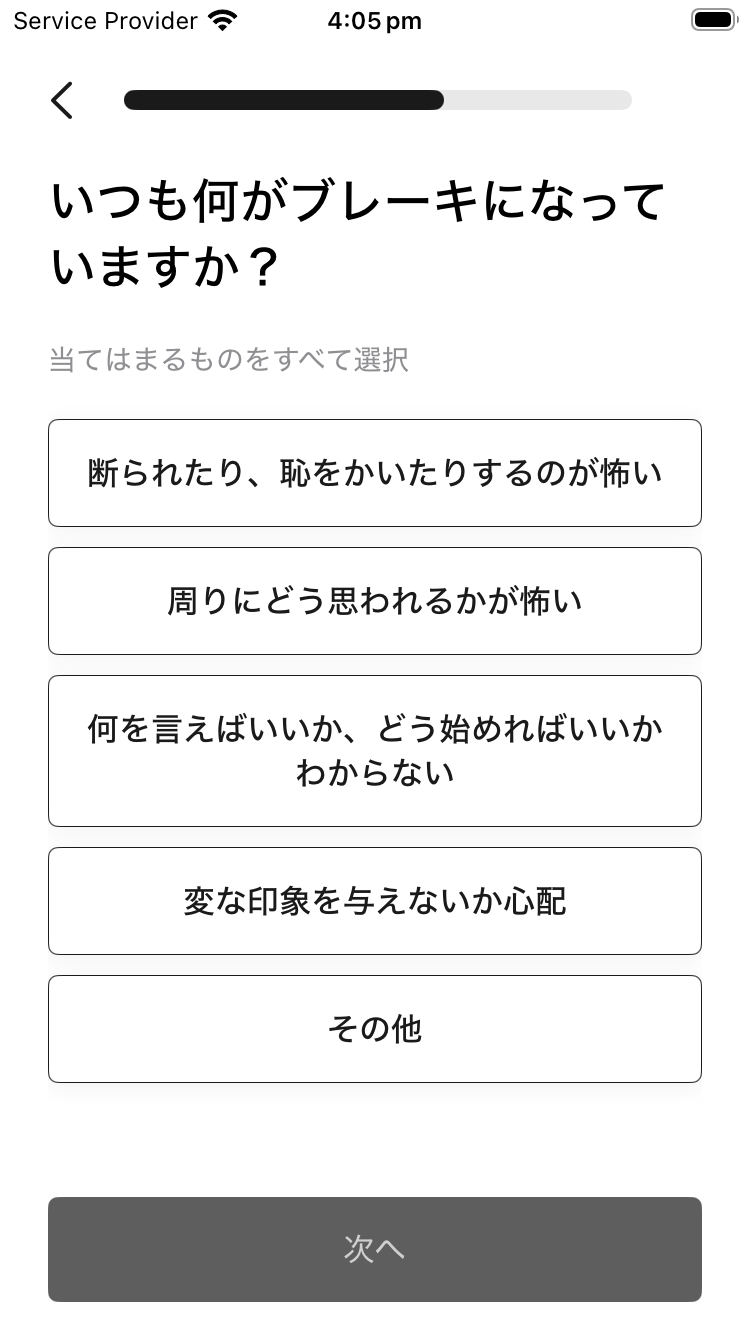 Service Provider 4:05 pm
いつも何がブレーキになって
いますか？
当てはまるものをすべて選択
断られたり、恥をかいたりするのが怖い
周りにどう思われるかが怖い
何を言えばいいか、どう始めればいいか
わからない
変な印象を与えないか心配
その他
次へ